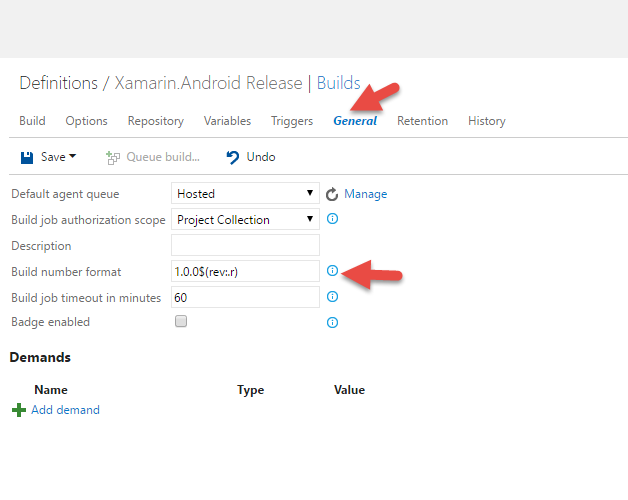 Definitions / Xamarin.Android Release | Builds
Build Options Repository Variables Triggers General Retention History
Save Queue build... Undo
Default agent queue Hosted Manage
Build job authorization scope Project Collection
Description
Build number format 1.0.0$(rev:.r)
Build job timeout in minutes 60
Badge enabled
Demands
Name Type Value
Add demand